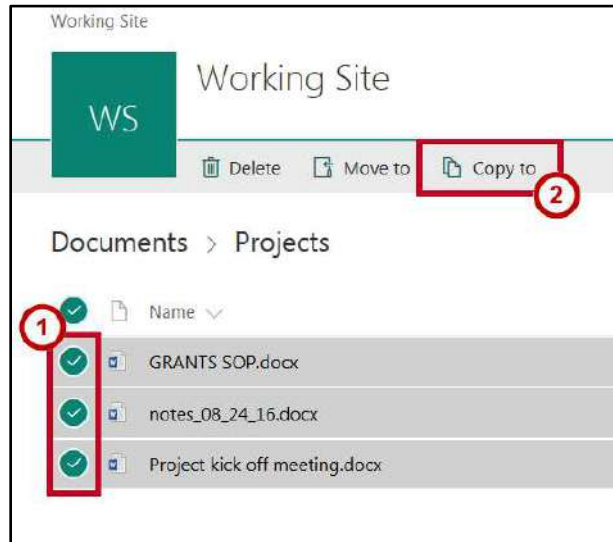 Working Site
Working Site
WS
Delete Move to Copy to
2
Documents > Projects
1
Name
GRANTS SOP.docx
notes_08_24_16.docx
Project kick off meeting.docx